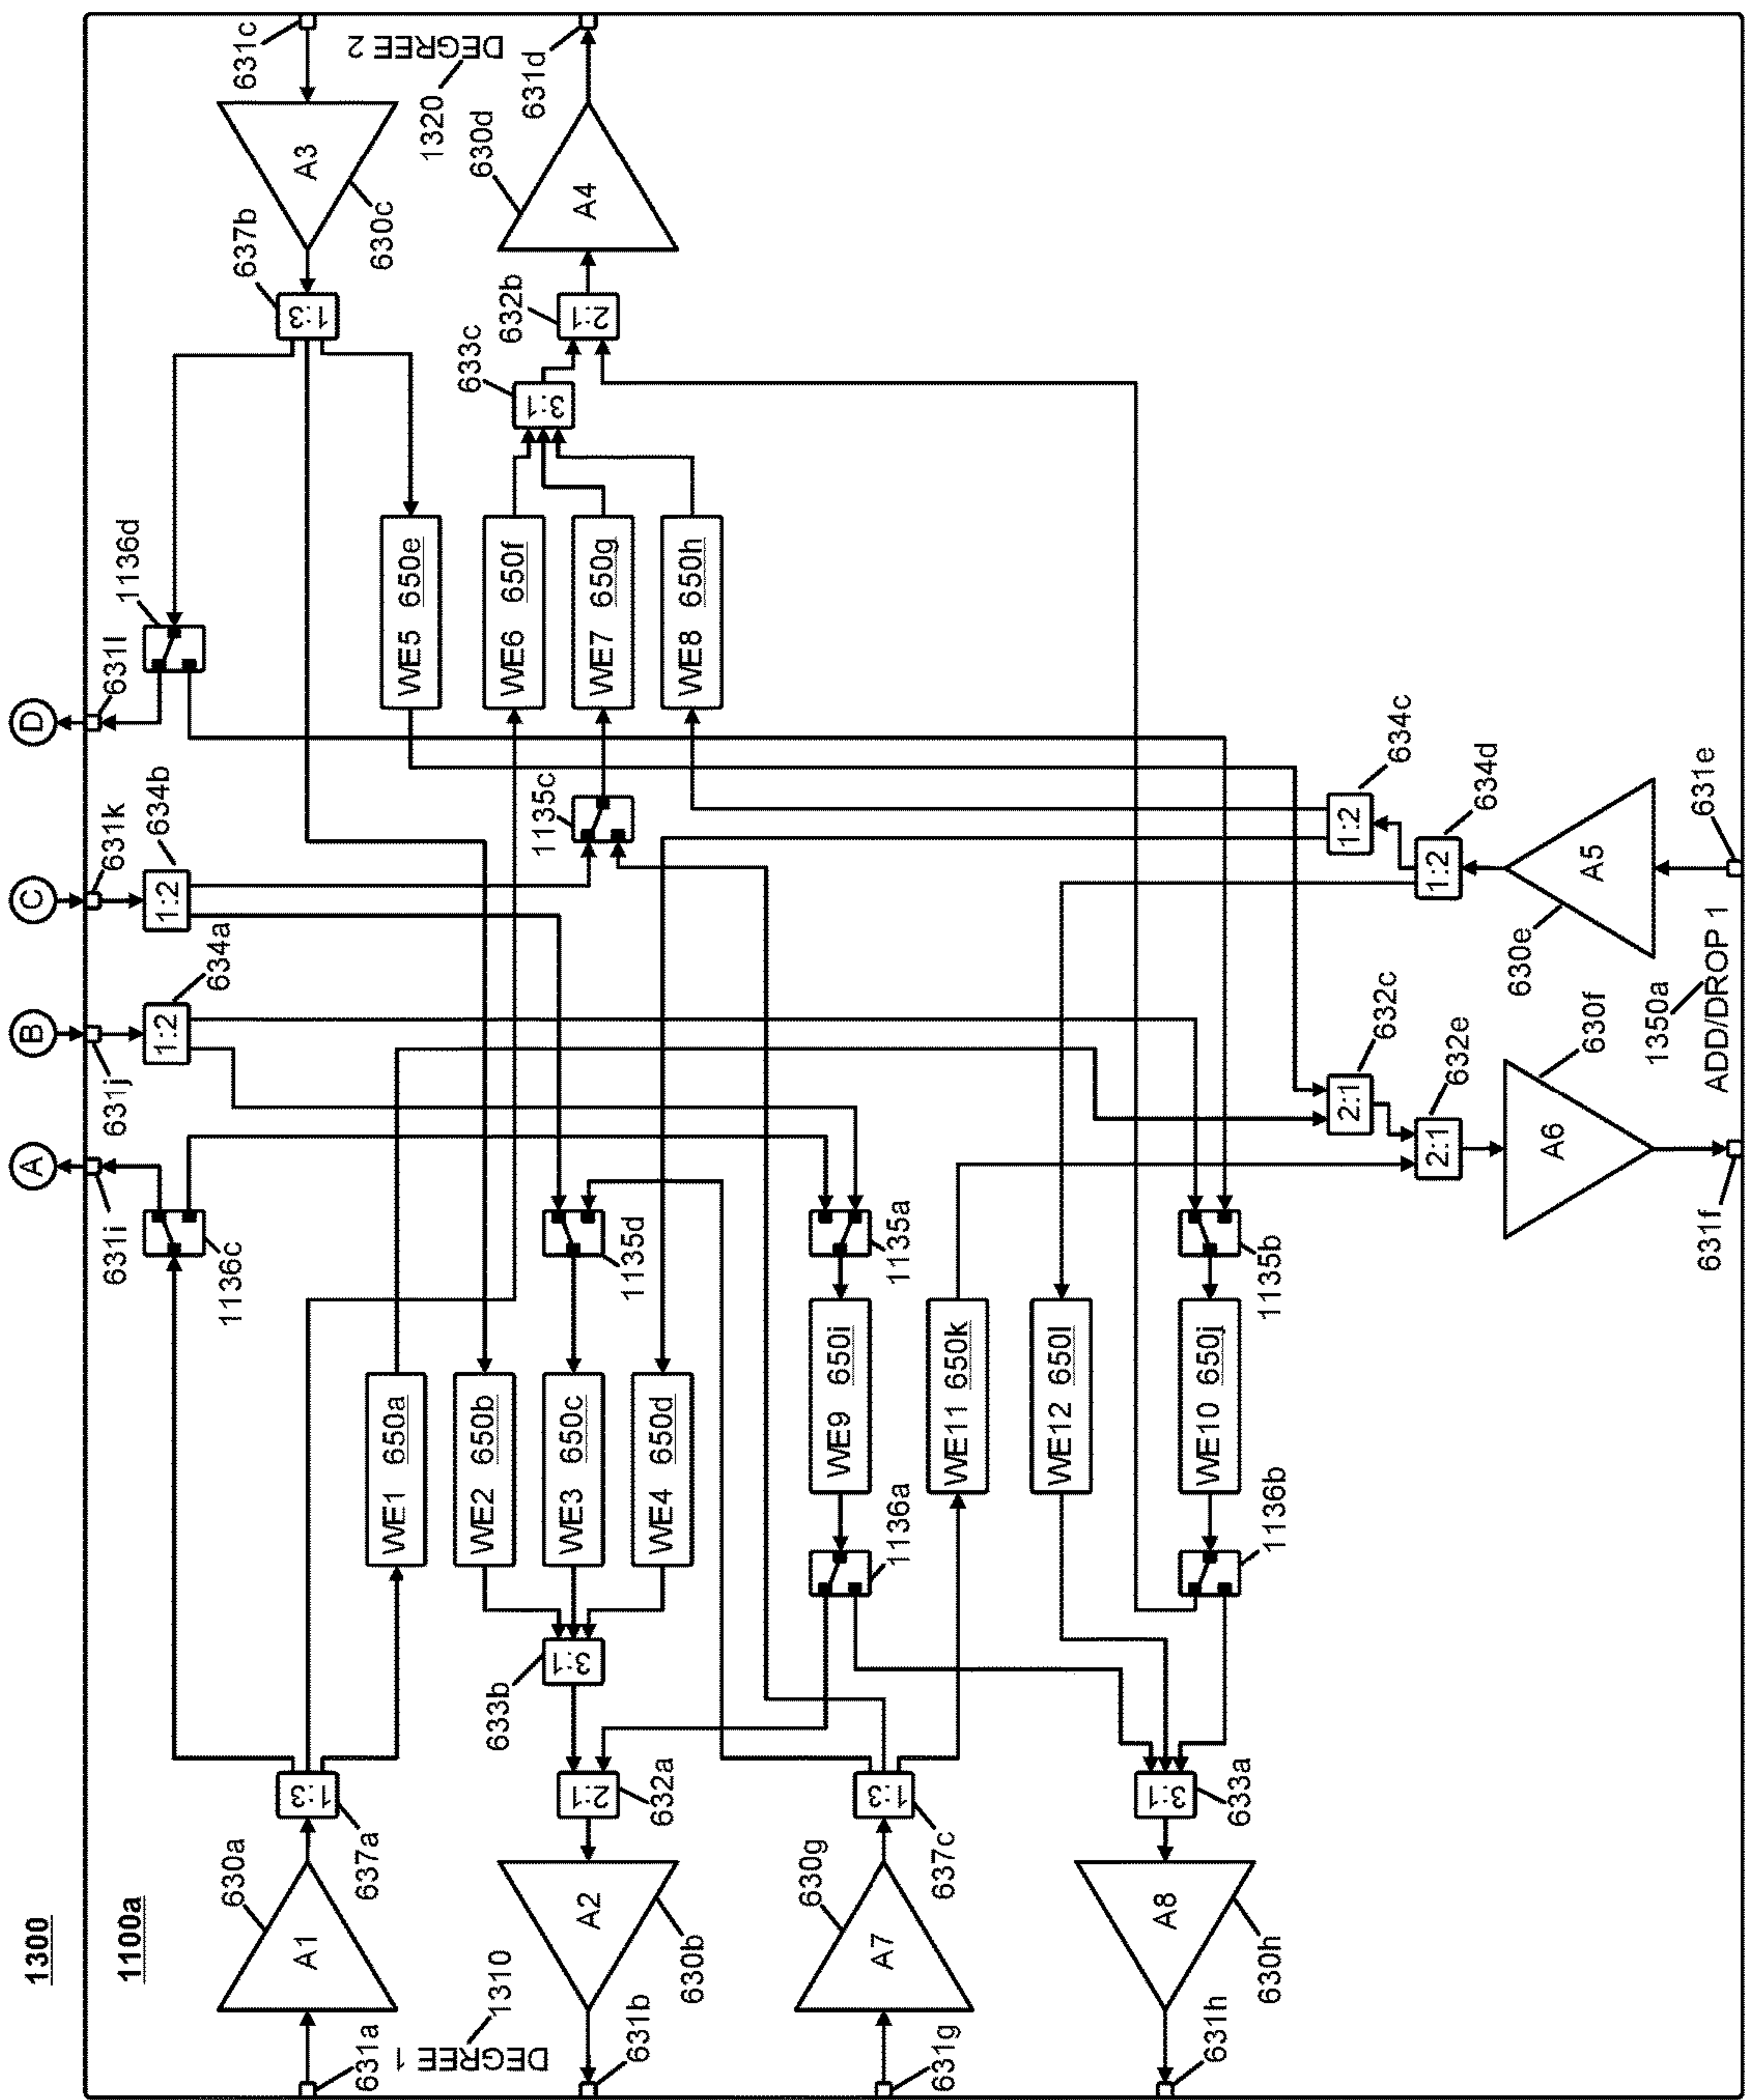 1300
1100a
A
B
C
D
631i
631j
631k
631l
1136c
634a
1:2
634b
1:2
1136d
631a
A1
630a
637a
1:3
637b
1:3
A3
630c
631c
DEGREE 1
1310
DEGREE 2
1320
WE1 650a
WE2 650b
WE3 650c
WE4 650d
1135d
1135c
WE5 650e
WE6 650f
WE7 650g
WE8 650h
633b
3:1
632a
2:1
A2
630b
631b
633c
3:1
632b
2:1
A4
630d
631d
631g
A7
630g
637c
1:3
1136a
WE9 650i
1135a
WE11 650k
WE12 650l
1136b
WE10 650j
1135b
633a
3:1
A8
630h
631h
632c
2:1
632e
2:1
A6
630f
631f
634c
1:2
634d
1:2
A5
630e
631e
1350a
ADD/DROP 1